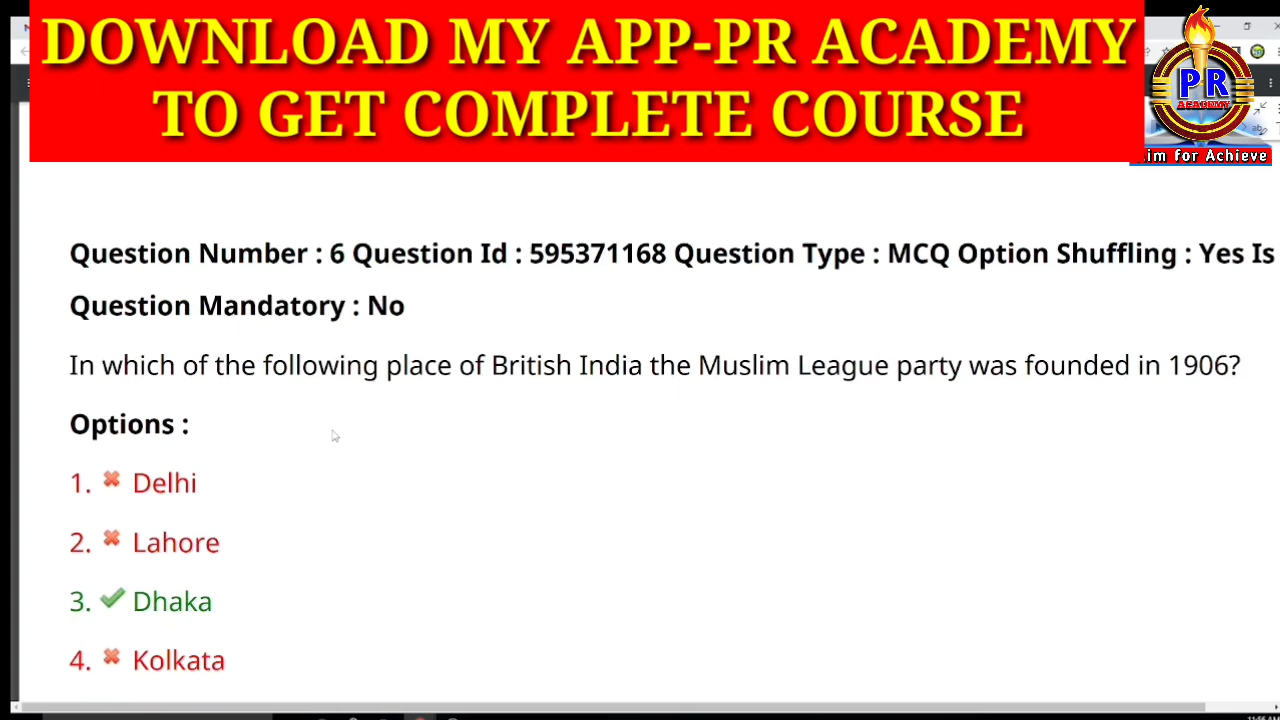 DOWNLOAD MY APP-PR ACADEMY
TO GET COMPLETE COURSE
PR
ACADEMY
im for Achieve
Question Number : 6 Question Id : 595371168 Question Type : MCQ Option Shuffling : Yes Is
Question Mandatory : No
In which of the following place of British India the Muslim League party was founded in 1906?
Options :
1. Delhi
2. Lahore
3. Dhaka
4. Kolkata